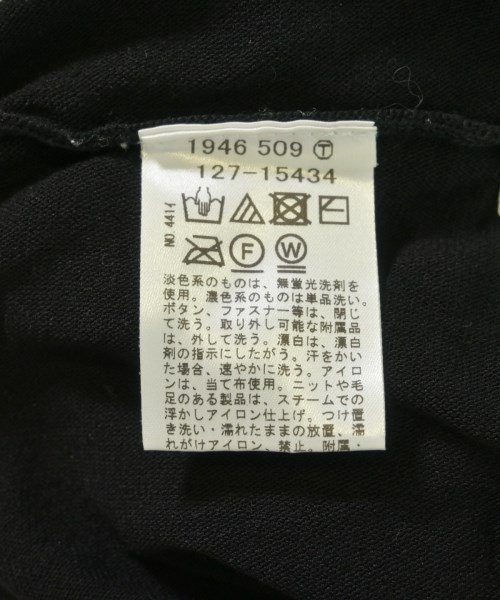 1946 509 Ⓣ
127-15434
NO.441イ
F W
淡色系のものは、無蛍光洗剤を
使用。濃色系のものは単品洗い。
ボタン、ファスナー等は、閉じ
て洗う。取り外し可能な附属品
は、外して洗う。漂白は、漂白
剤の指示にしたがう。汗をかい
た場合、速やかに洗う。アイロ
ンは、当て布使用。ニットや毛
足のある製品は、スチームでの
浮かしアイロン仕上げ。つけ置
き洗い・濡れたままの放置、濡
れがけアイロン、禁止。附属・